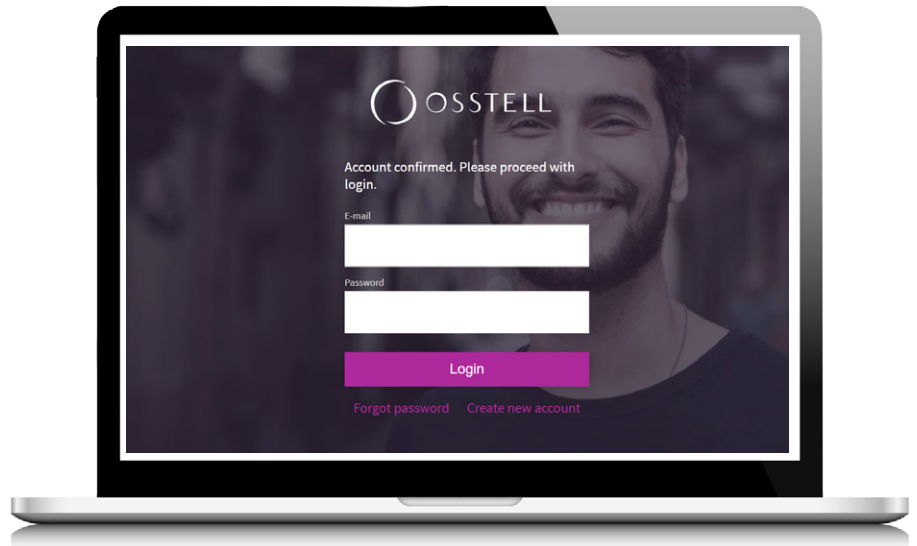 OSSTELL
Account confirmed. Please proceed with
login.
E-mail
Password
Login
Forgot password Create new account